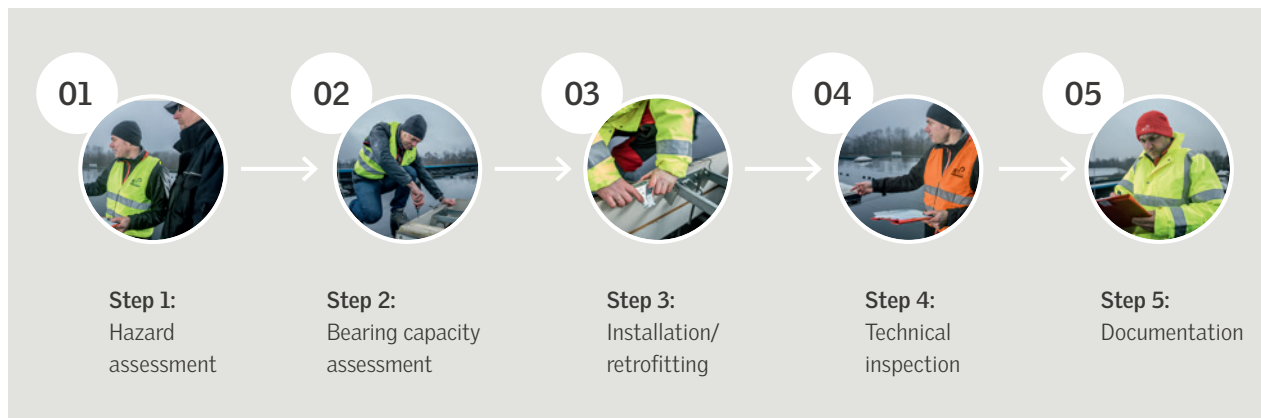 01
02
03
04
05
Step 1:
Hazard
assessment
Step 2:
Bearing capacity
assessment
Step 3:
Installation/
retrofitting
Step 4:
Technical
inspection
Step 5:
Documentation